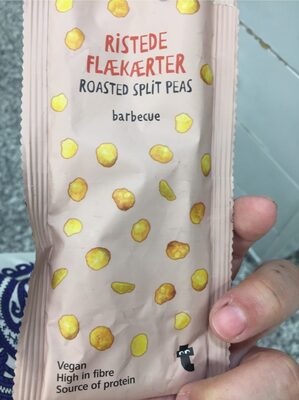 RISTEDE
FLÆKÆRTER
ROASTED SPLIT PEAS
barbecue
Vegan
High in fibre
Source of protein